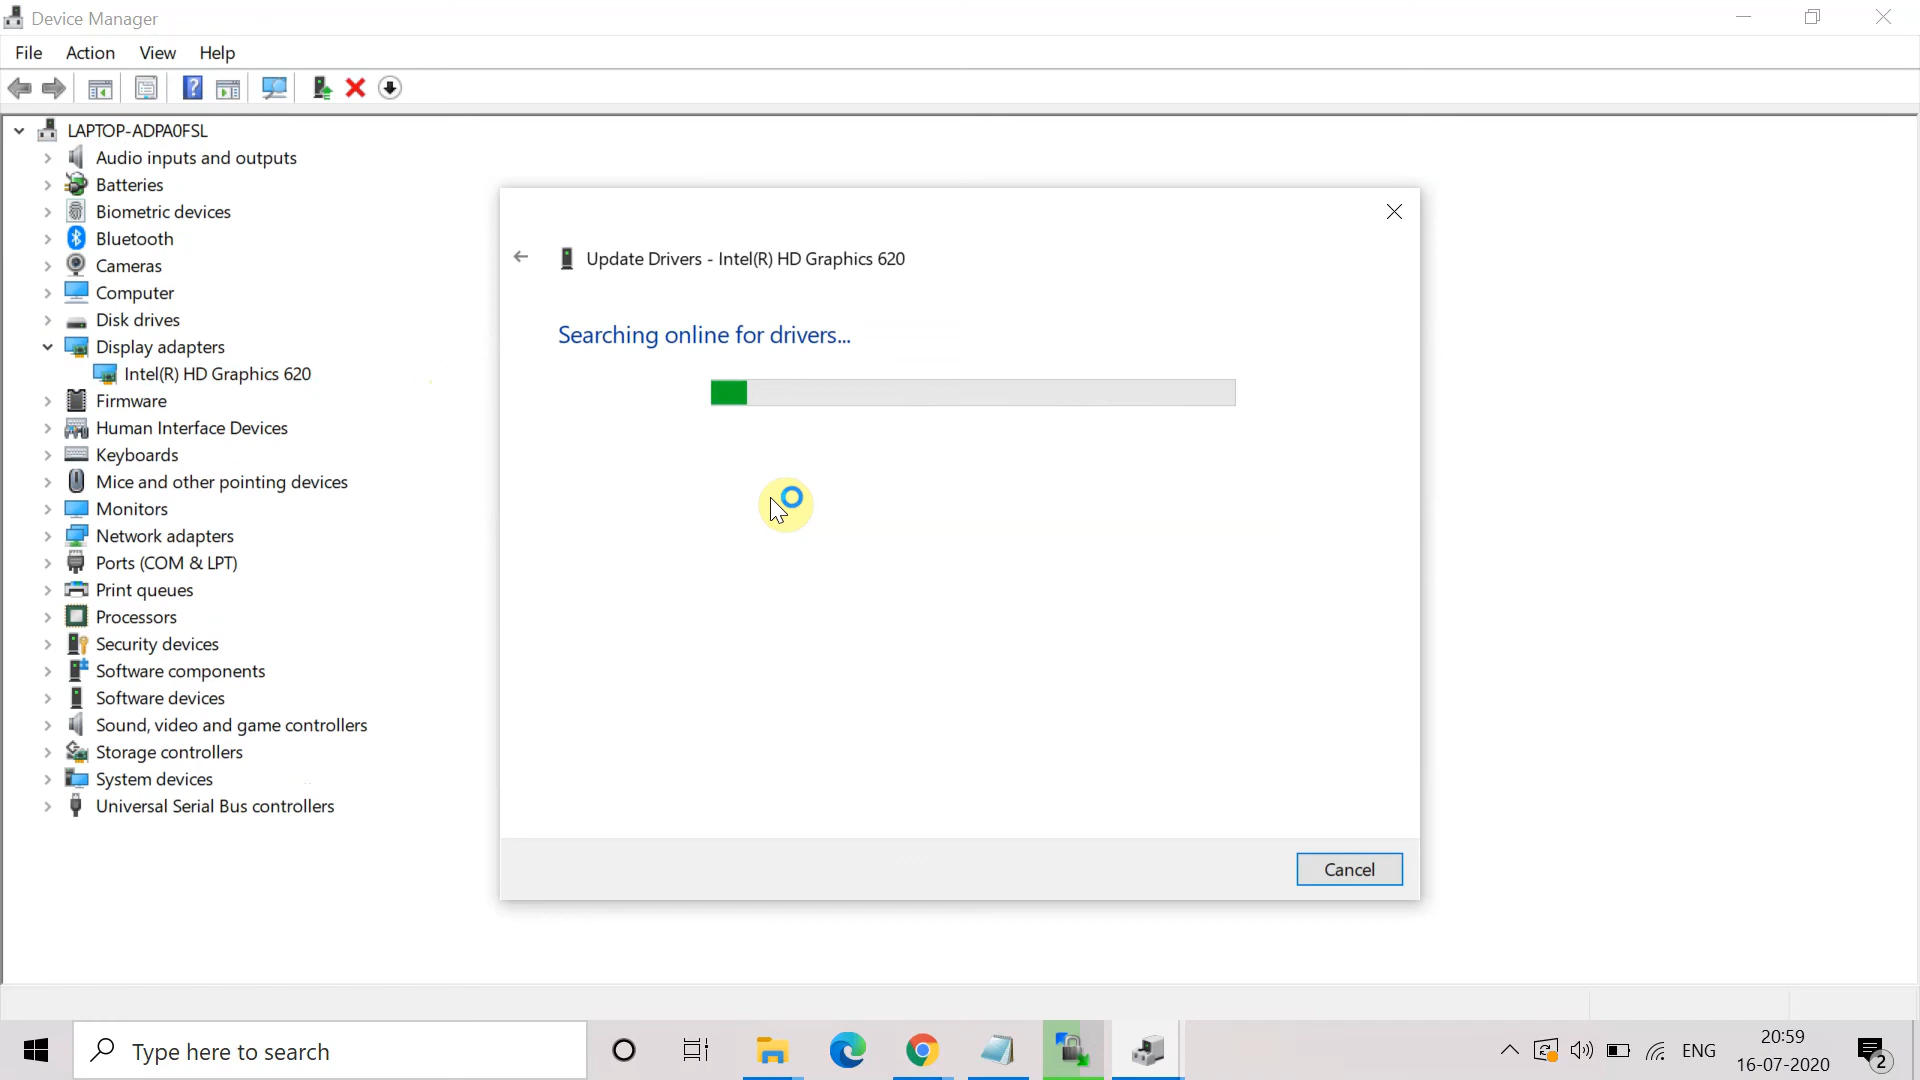 Device Manager
File Action View Help
LAPTOP-ADPA0FSL
Audio inputs and outputs
Batteries
Biometric devices
Bluetooth
Cameras
Computer
Disk drives
Display adapters
Intel(R) HD Graphics 620
Firmware
Human Interface Devices
Keyboards
Mice and other pointing devices
Monitors
Network adapters
Ports (COM & LPT)
Print queues
Processors
Security devices
Software components
Software devices
Sound, video and game controllers
Storage controllers
System devices
Universal Serial Bus controllers
Update Drivers - Intel(R) HD Graphics 620
Searching online for drivers...
Cancel
Type here to search
ENG
20:59
16-07-2020
2